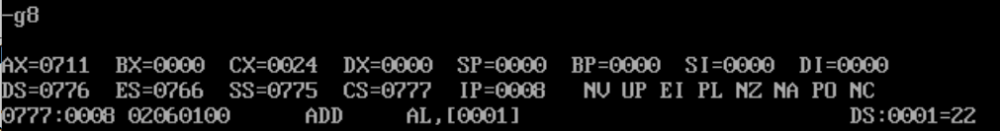 -g8
AX=0711 BX=0000 CX=0024 DX=0000 SP=0000 BP=0000 SI=0000 DI=0000
DS=0776 ES=0766 SS=0775 CS=0777 IP=0008 NV UP EI PL NZ NA PO NC
0777:0008 02060100 ADD AL,[0001] DS:0001=22